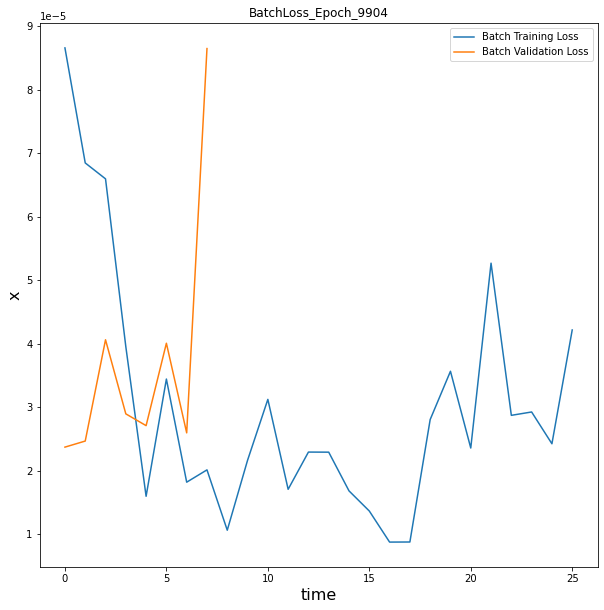 BatchLoss_Epoch_9904
1e−5
Batch Training Loss
Batch Validation Loss
9
8
7
6
5
4
3
2
1
x
0 5 10 15 20 25
time